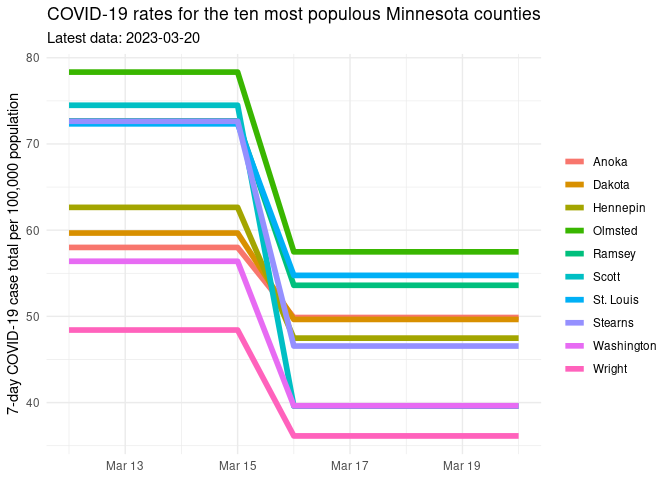 COVID-19 rates for the ten most populous Minnesota counties
Latest data: 2023-03-20
7-day COVID-19 case total per 100,000 population
80
70
60
50
40
Mar 13
Mar 15
Mar 17
Mar 19
Anoka
Dakota
Hennepin
Olmsted
Ramsey
Scott
St. Louis
Stearns
Washington
Wright